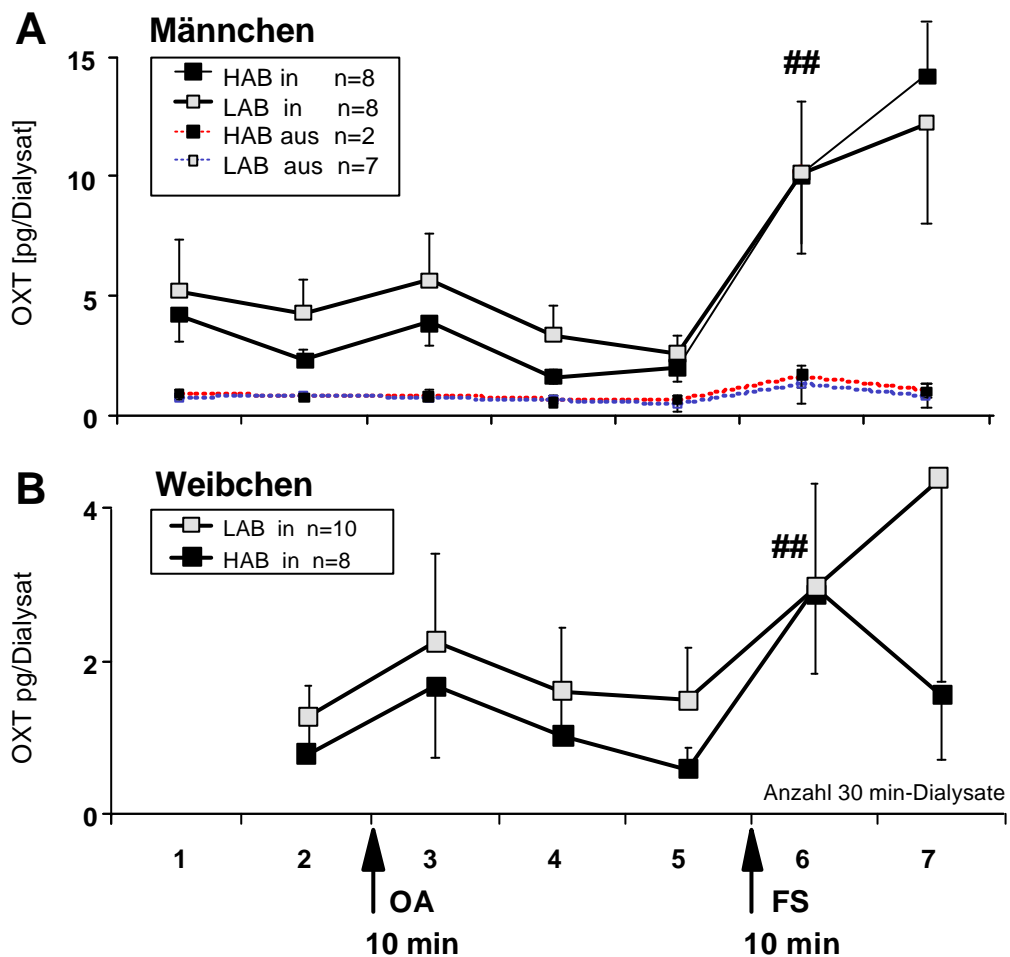 A
Männchen
15
10
5
0
OXT [pg/Dialysat]
HAB in n=8
LAB in n=8
HAB aus n=2
LAB aus n=7
##
B
Weibchen
4
2
0
OXT pg/Dialysat
LAB in n=10
HAB in n=8
##
Anzahl 30 min-Dialysate
1 2 3 4 5 6 7
OA FS
10 min 10 min